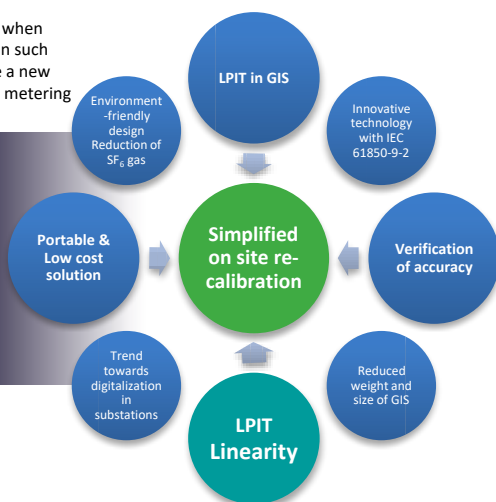 when
n such
a new
metering
LPIT in GIS
Environment
-friendly
design
Reduction of
SF₆ gas
Innovative
technology
with IEC
61850-9-2
Portable &
Low cost
solution
Simplified
on site re-
calibration
Verification
of accuracy
Trend
towards
digitalization
in
substations
Reduced
weight and
size of GIS
LPIT
Linearity